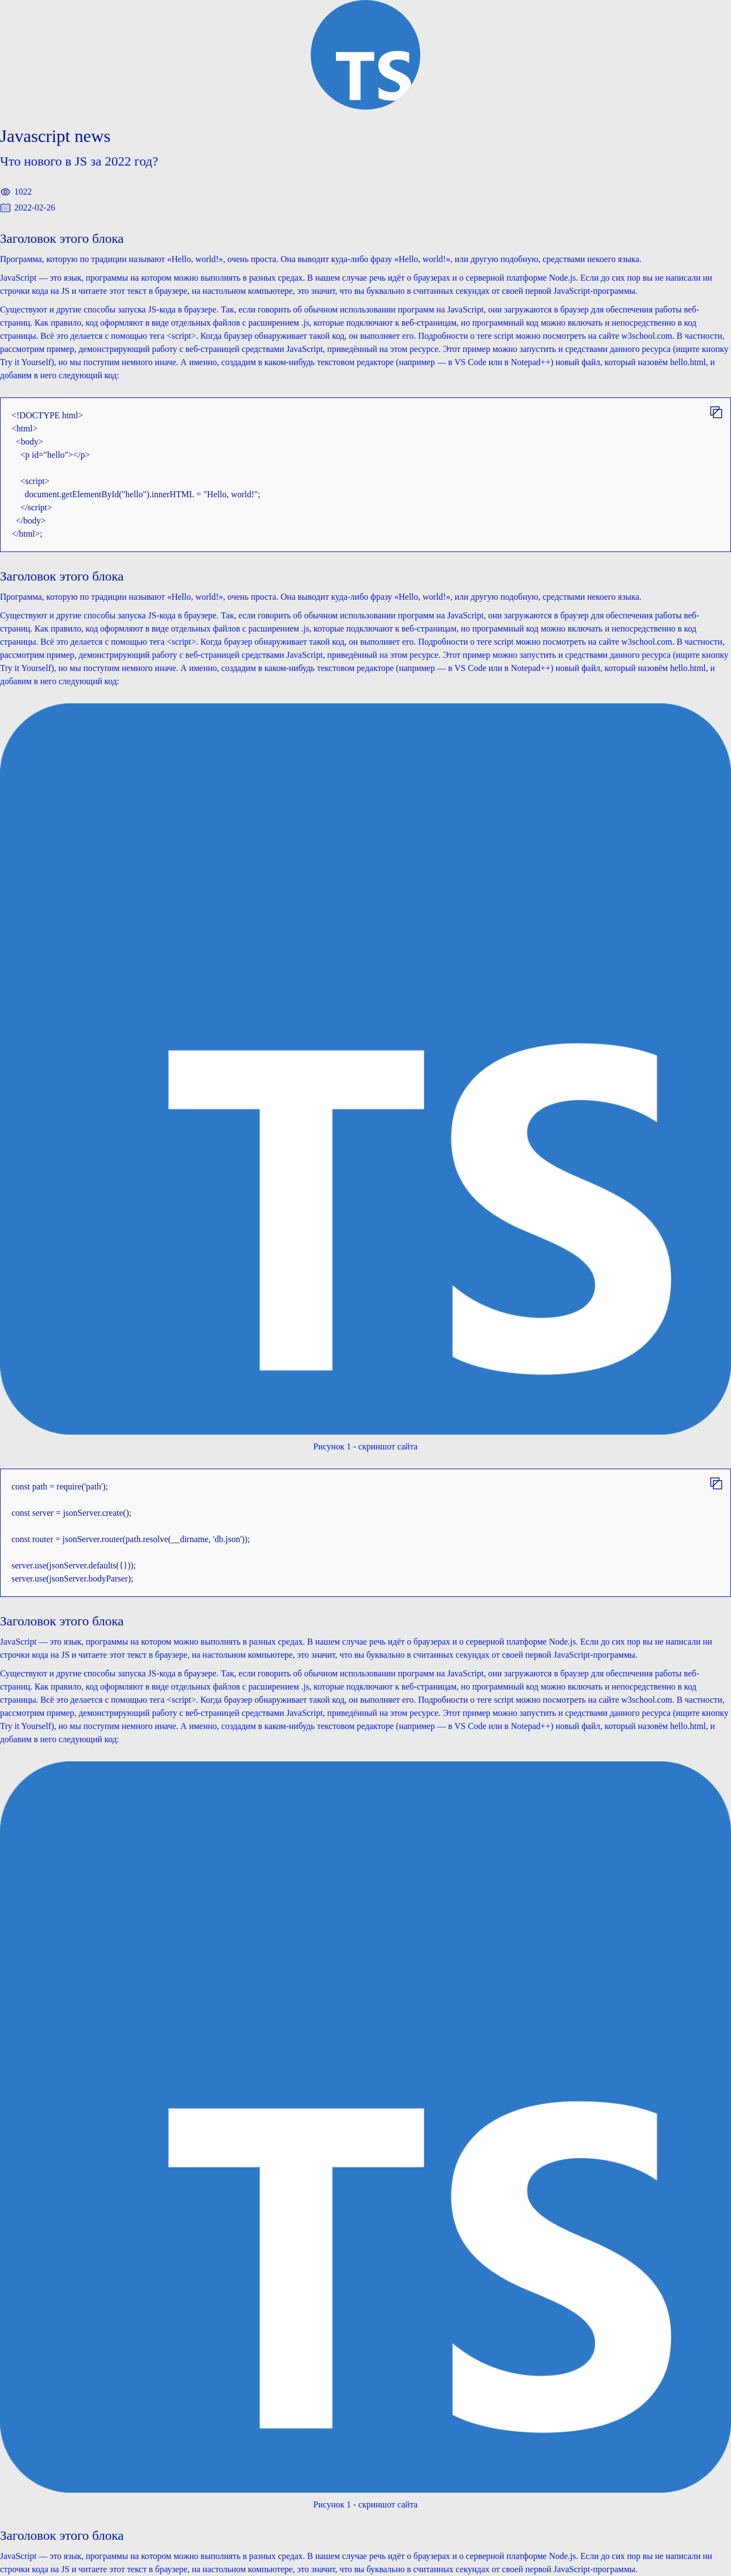 TS
Javascript news
Что нового в JS за 2022 год?
1022
2022-02-26
Заголовок этого блока
Программа, которую по традиции называют «Hello, world!», очень проста. Она выводит куда-либо фразу «Hello, world!», или другую подобную, средствами некоего языка.
JavaScript — это язык, программы на котором можно выполнять в разных средах. В нашем случае речь идёт о браузерах и о серверной платформе Node.js. Если до сих пор вы не написали ни
строчки кода на JS и читаете этот текст в браузере, на настольном компьютере, это значит, что вы буквально в считанных секундах от своей первой JavaScript-программы.
Существуют и другие способы запуска JS-кода в браузере. Так, если говорить об обычном использовании программ на JavaScript, они загружаются в браузер для обеспечения работы веб-
страниц. Как правило, код оформляют в виде отдельных файлов с расширением .js, которые подключают к веб-страницам, но программный код можно включать и непосредственно в код
страницы. Всё это делается с помощью тега <script>. Когда браузер обнаруживает такой код, он выполняет его. Подробности о теге script можно посмотреть на сайте w3school.com. В частности,
рассмотрим пример, демонстрирующий работу с веб-страницей средствами JavaScript, приведённый на этом ресурсе. Этот пример можно запустить и средствами данного ресурса (ищите кнопку
Try it Yourself), но мы поступим немного иначе. А именно, создадим в каком-нибудь текстовом редакторе (например — в VS Code или в Notepad++) новый файл, который назовём hello.html, и
добавим в него следующий код:
<!DOCTYPE html>
<html>
<body>
<p id="hello"></p>
<script>
document.getElementById("hello").innerHTML = "Hello, world!";
</script>
</body>
</html>;
Заголовок этого блока
Программа, которую по традиции называют «Hello, world!», очень проста. Она выводит куда-либо фразу «Hello, world!», или другую подобную, средствами некоего языка.
Существуют и другие способы запуска JS-кода в браузере. Так, если говорить об обычном использовании программ на JavaScript, они загружаются в браузер для обеспечения работы веб-
страниц. Как правило, код оформляют в виде отдельных файлов с расширением .js, которые подключают к веб-страницам, но программный код можно включать и непосредственно в код
страницы. Всё это делается с помощью тега <script>. Когда браузер обнаруживает такой код, он выполняет его. Подробности о теге script можно посмотреть на сайте w3school.com. В частности,
рассмотрим пример, демонстрирующий работу с веб-страницей средствами JavaScript, приведённый на этом ресурсе. Этот пример можно запустить и средствами данного ресурса (ищите кнопку
Try it Yourself), но мы поступим немного иначе. А именно, создадим в каком-нибудь текстовом редакторе (например — в VS Code или в Notepad++) новый файл, который назовём hello.html, и
добавим в него следующий код:
TS
Рисунок 1 - скриншот сайта
const path = require('path');
const server = jsonServer.create();
const router = jsonServer.router(path.resolve(__dirname, 'db.json'));
server.use(jsonServer.defaults({}));
server.use(jsonServer.bodyParser);
Заголовок этого блока
JavaScript — это язык, программы на котором можно выполнять в разных средах. В нашем случае речь идёт о браузерах и о серверной платформе Node.js. Если до сих пор вы не написали ни
строчки кода на JS и читаете этот текст в браузере, на настольном компьютере, это значит, что вы буквально в считанных секундах от своей первой JavaScript-программы.
Существуют и другие способы запуска JS-кода в браузере. Так, если говорить об обычном использовании программ на JavaScript, они загружаются в браузер для обеспечения работы веб-
страниц. Как правило, код оформляют в виде отдельных файлов с расширением .js, которые подключают к веб-страницам, но программный код можно включать и непосредственно в код
страницы. Всё это делается с помощью тега <script>. Когда браузер обнаруживает такой код, он выполняет его. Подробности о теге script можно посмотреть на сайте w3school.com. В частности,
рассмотрим пример, демонстрирующий работу с веб-страницей средствами JavaScript, приведённый на этом ресурсе. Этот пример можно запустить и средствами данного ресурса (ищите кнопку
Try it Yourself), но мы поступим немного иначе. А именно, создадим в каком-нибудь текстовом редакторе (например — в VS Code или в Notepad++) новый файл, который назовём hello.html, и
добавим в него следующий код:
TS
Рисунок 1 - скриншот сайта
Заголовок этого блока
JavaScript — это язык, программы на котором можно выполнять в разных средах. В нашем случае речь идёт о браузерах и о серверной платформе Node.js. Если до сих пор вы не написали ни
строчки кода на JS и читаете этот текст в браузере, на настольном компьютере, это значит, что вы буквально в считанных секундах от своей первой JavaScript-программы.